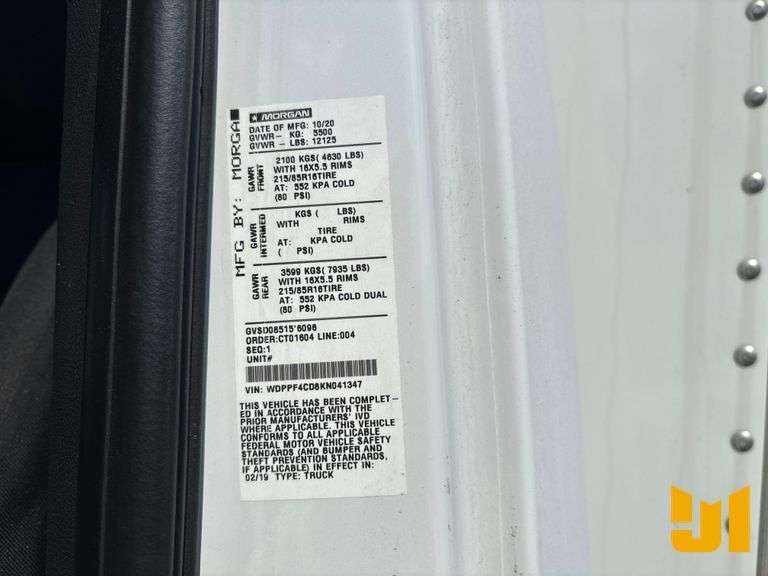 MFG BY: MORGA
★ MORGAN
DATE OF MFG: 10/20
GVWR- KG: 5500
GVWR- LBS: 12125
GAWR FRONT
2100 KGS( 4630 LBS)
WITH 16X5.5 RIMS
215/85R16TIRE
AT: 552 KPA COLD
(80 PSI)
GAWR INTERMED
KGS ( LBS)
WITH RIMS
TIRE
AT: KPA COLD
( PSI)
GAWR REAR
3599 KGS( 7935 LBS)
WITH 16X5.5 RIMS
215/85R16TIRE
AT: 552 KPA COLD DUAL
(80 PSI)
GVSD08515'6096
ORDER:CT01604 LINE:004
SEQ:1
UNIT#
VIN: WDPPF4CD8KN041347
THIS VEHICLE HAS BEEN COMPLET-
ED IN ACCORDANCE WITH THE
PRIOR MANUFACTURERS' IVD
WHERE APPLICABLE. THIS VEHICLE
CONFORMS TO ALL APPLICABLE
FEDERAL MOTOR VEHICLE SAFETY
STANDARDS (AND BUMPER AND
THEFT PREVENTION STANDARDS,
IF APPLICABLE) IN EFFECT IN:
02/19 TYPE: TRUCK